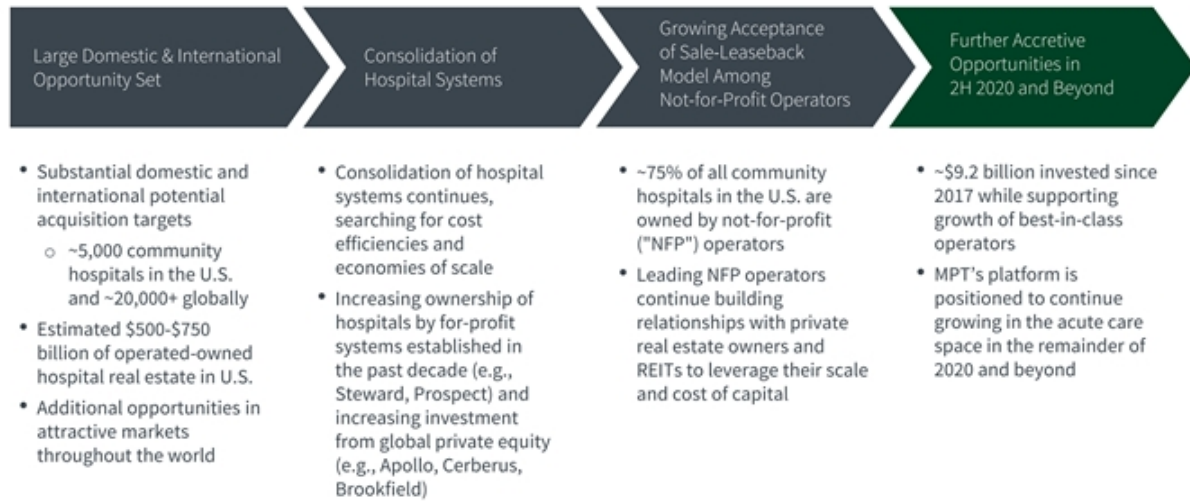 Large Domestic & International
Opportunity Set
Consolidation of
Hospital Systems
Growing Acceptance
of Sale-Leaseback
Model Among
Not-for-Profit Operators
Further Accretive
Opportunities in
2H 2020 and Beyond
• Substantial domestic and
international potential
acquisition targets
o ~5,000 community
hospitals in the U.S.
and ~20,000+ globally
• Estimated $500-$750
billion of operated-owned
hospital real estate in U.S.
• Additional opportunities in
attractive markets
throughout the world
• Consolidation of hospital
systems continues,
searching for cost
efficiencies and
economies of scale
• Increasing ownership of
hospitals by for-profit
systems established in
the past decade (e.g.,
Steward, Prospect) and
increasing investment
from global private equity
(e.g., Apollo, Cerberus,
Brookfield)
• ~75% of all community
hospitals in the U.S. are
owned by not-for-profit
("NFP") operators
• Leading NFP operators
continue building
relationships with private
real estate owners and
REITs to leverage their scale
and cost of capital
• ~$9.2 billion invested since
2017 while supporting
growth of best-in-class
operators
• MPT’s platform is
positioned to continue
growing in the acute care
space in the remainder of
2020 and beyond